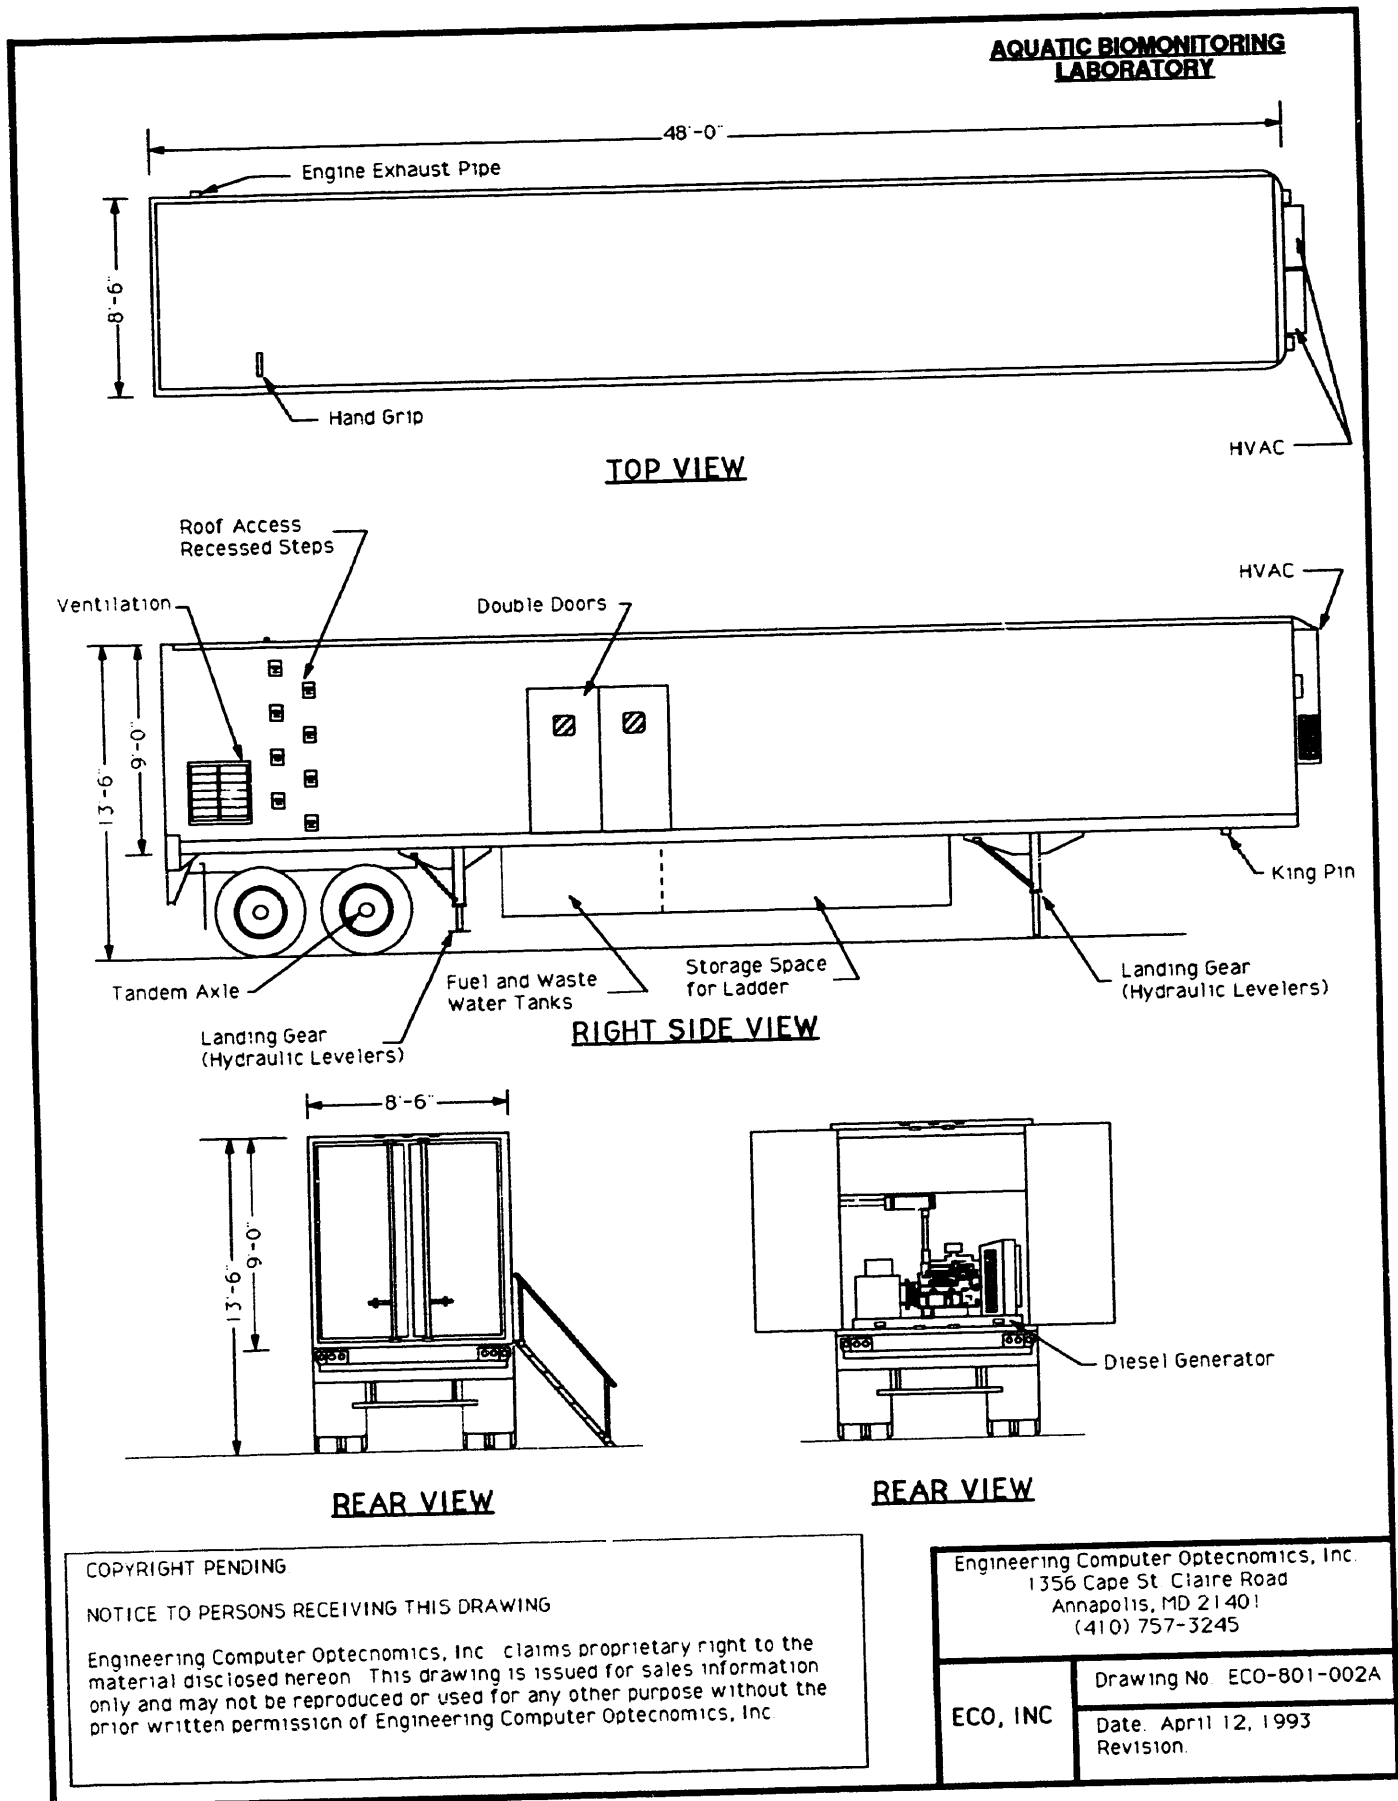 AQUATIC BIOMONITORING
LABORATORY
48'-0"
Engine Exhaust Pipe
8'-6"
Hand Grip
HVAC
TOP VIEW
Roof Access
Recessed Steps
HVAC
Ventilation
Double Doors
13'-6"
9'-0"
King Pin
Tandem Axle
Fuel and Waste
Water Tanks
Storage Space
for Ladder
Landing Gear
(Hydraulic Levelers)
Landing Gear
(Hydraulic Levelers)
RIGHT SIDE VIEW
8'-6"
13'-6"
9'-0"
Diesel Generator
REAR VIEW
REAR VIEW
COPYRIGHT PENDING
NOTICE TO PERSONS RECEIVING THIS DRAWING
Engineering Computer Optecnomics, Inc claims proprietary right to the
material disclosed hereon This drawing is issued for sales information
only and may not be reproduced or used for any other purpose without the
prior written permission of Engineering Computer Optecnomics, Inc
Engineering Computer Optecnomics, Inc.
1356 Cape St Claire Road
Annapolis, MD 21401
(410) 757-3245
ECO, INC
Drawing No. ECO-801-002A
Date. April 12, 1993
Revision.